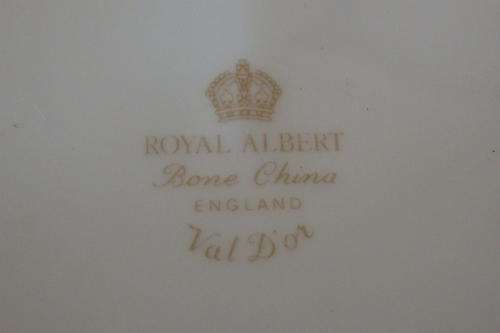 ROYAL ALBERT
Bone China
ENGLAND
Val D'or